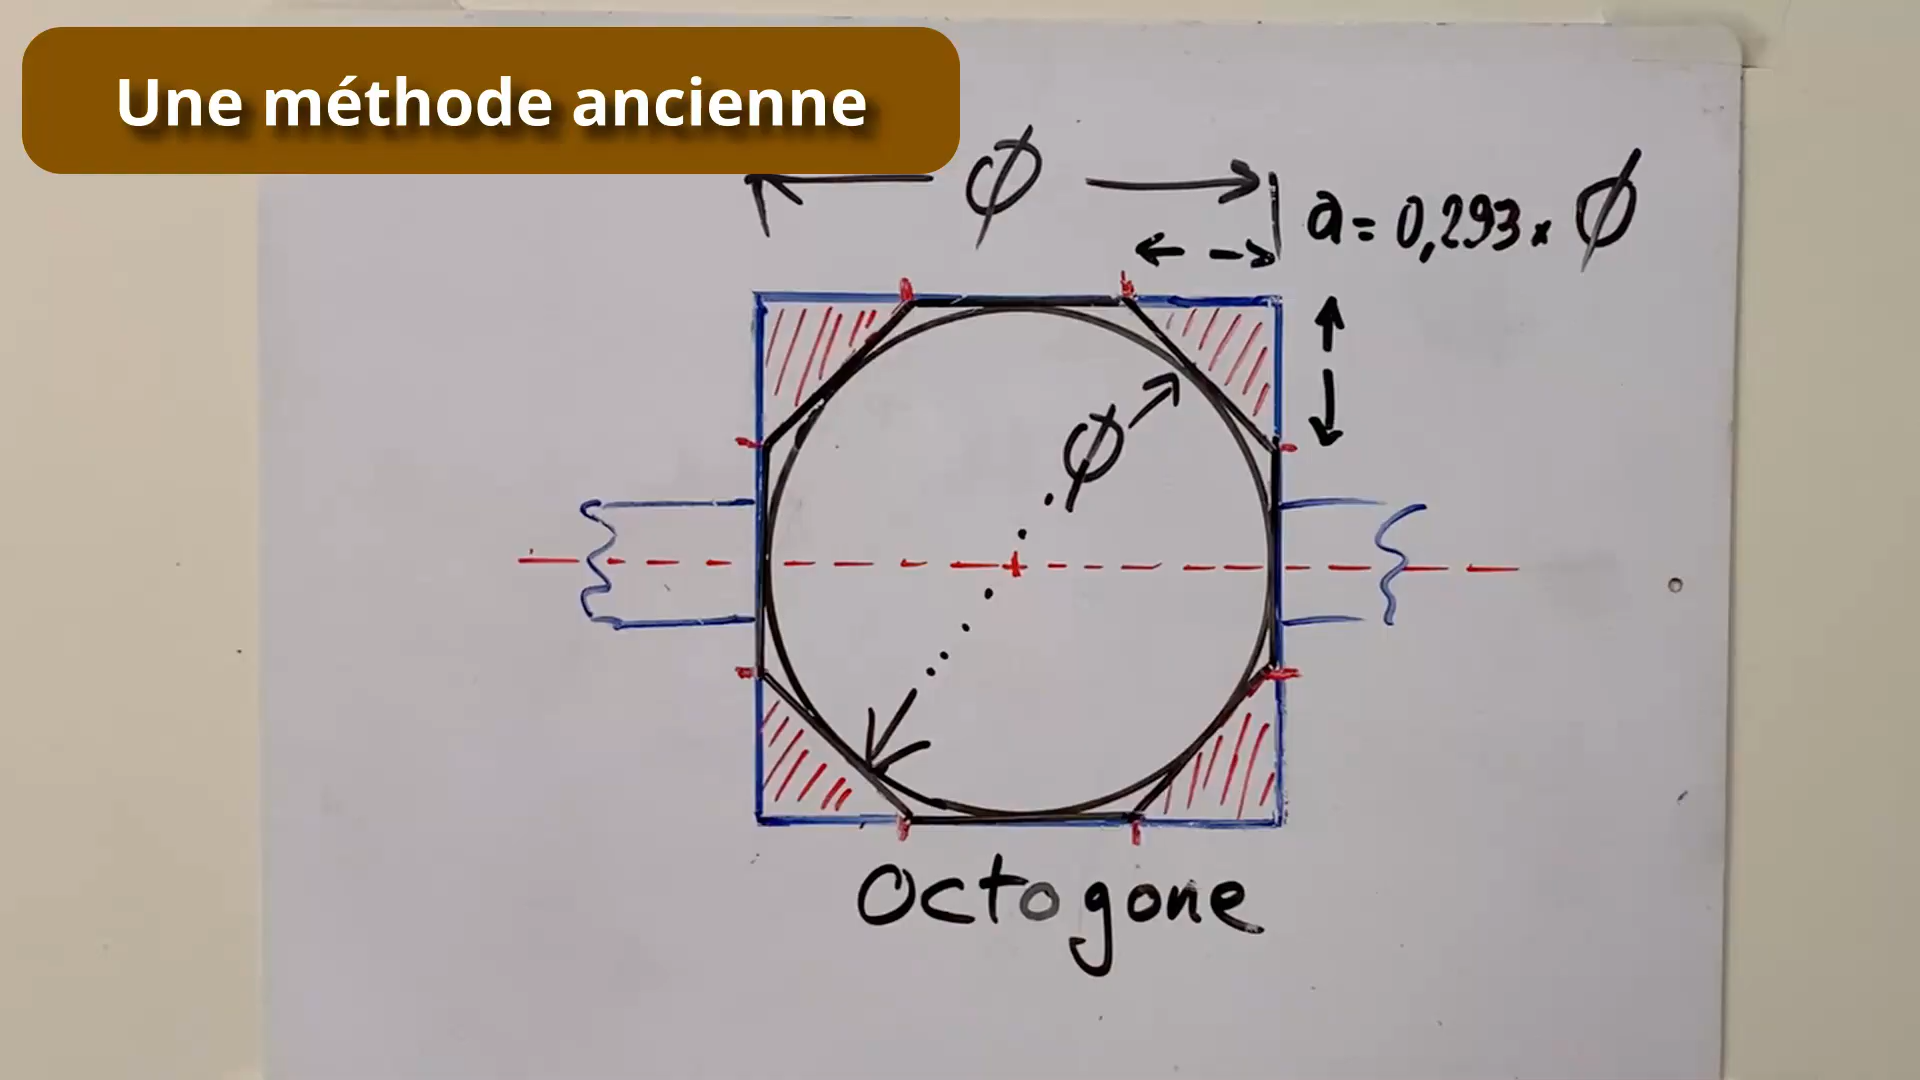 Une méthode ancienne
ϕ
a = 0,293 × ϕ
ϕ
Octogone